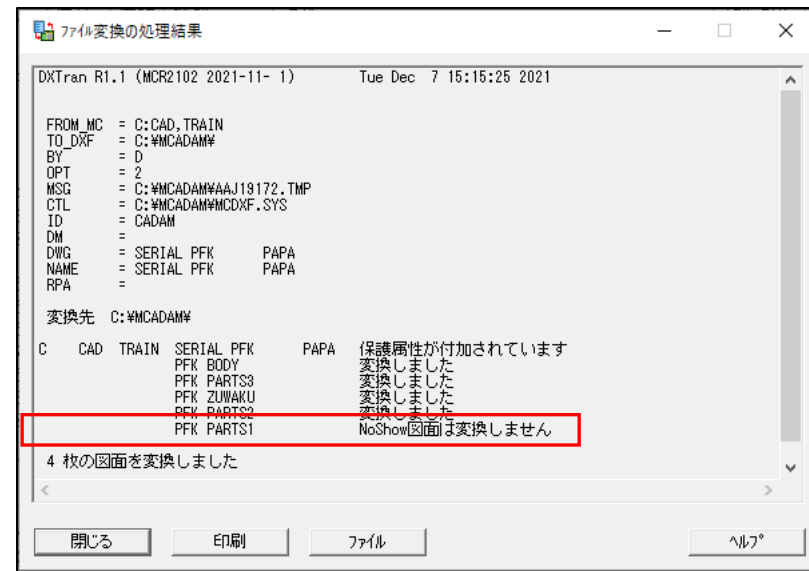 ファイル変換の処理結果
DXTran R1.1 (MCR2102 2021-11- 1)        Tue Dec  7 15:15:25 2021
FROM_MC  = C:CAD,TRAIN
TO_DXF   = C:¥MCADAM¥
BY       = D
OPT      = 2
MSG      = C:¥MCADAM¥AAJ19172.TMP
CTL      = C:¥MCADAM¥MCDXF.SYS
ID       = CADAM
DM       =
DWG      = SERIAL PFK      PAPA
NAME     = SERIAL PFK      PAPA
RPA      =
変換先  C:¥MCADAM¥
C    CAD  TRAIN  SERIAL PFK      PAPA   保護属性が付加されています
PFK BODY               変換しました
PFK PARTS3             変換しました
PFK ZUWAKU             変換しました
PFK PARTS2             変換しました
PFK PARTS1             NoShow図面は変換しません
4 枚の図面を変換しました
閉じる 印刷 ファイル ヘルプ